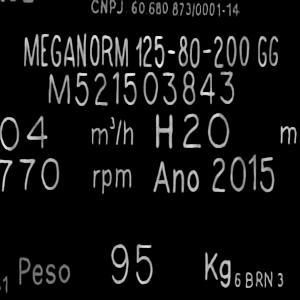 CNPJ. 60 680 873/0001-14
MEGANORM 125-80-200 GG
M521503843
04 m³/h H20 m
770 rpm Ano 2015
Peso 95 Kg 6 BRN 3